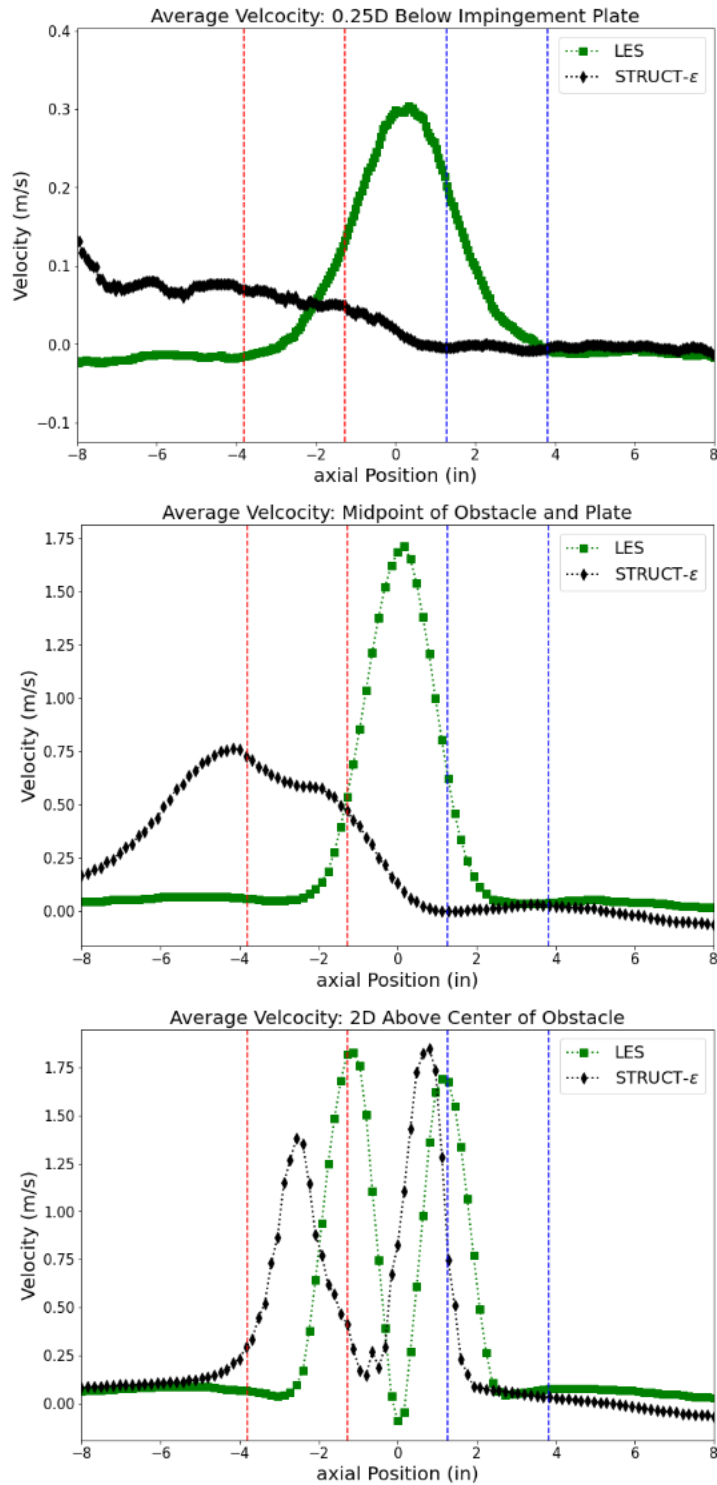 Average Velcocity: 0.25D Below Impingement Plate
LES
STRUCT-ε
Velocity (m/s)
0.4
0.3
0.2
0.1
0.0
−0.1
−8 −6 −4 −2 0 2 4 6 8
axial Position (in)
Average Velcocity: Midpoint of Obstacle and Plate
LES
STRUCT-ε
Velocity (m/s)
1.75
1.50
1.25
1.00
0.75
0.50
0.25
0.00
−8 −6 −4 −2 0 2 4 6 8
axial Position (in)
Average Velcocity: 2D Above Center of Obstacle
LES
STRUCT-ε
Velocity (m/s)
1.75
1.50
1.25
1.00
0.75
0.50
0.25
0.00
−8 −6 −4 −2 0 2 4 6 8
axial Position (in)